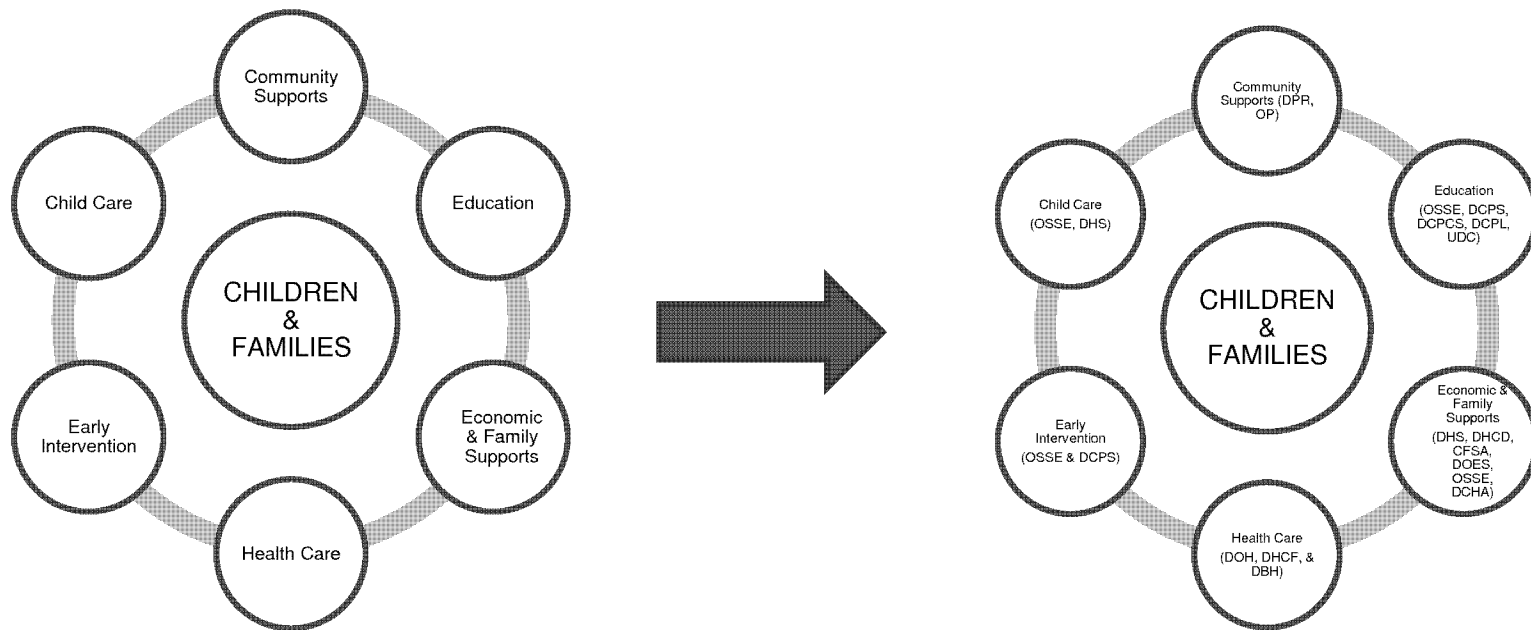 Community
Supports
Child Care
Education
CHILDREN
&
FAMILIES
Early
Intervention
Economic
& Family
Supports
Health Care
Community
Supports (DPR,
OP)
Child Care
(OSSE, DHS)
Education
(OSSE, DCPS,
DCPCS, DCPL,
UDC)
CHILDREN
&
FAMILIES
Early
Intervention
(OSSE & DCPS)
Economic &
Family
Supports
(DHS, DHCD,
CFSA,
DOES,
OSSE,
DCHA)
Health Care
(DOH, DHCF, &
DBH)